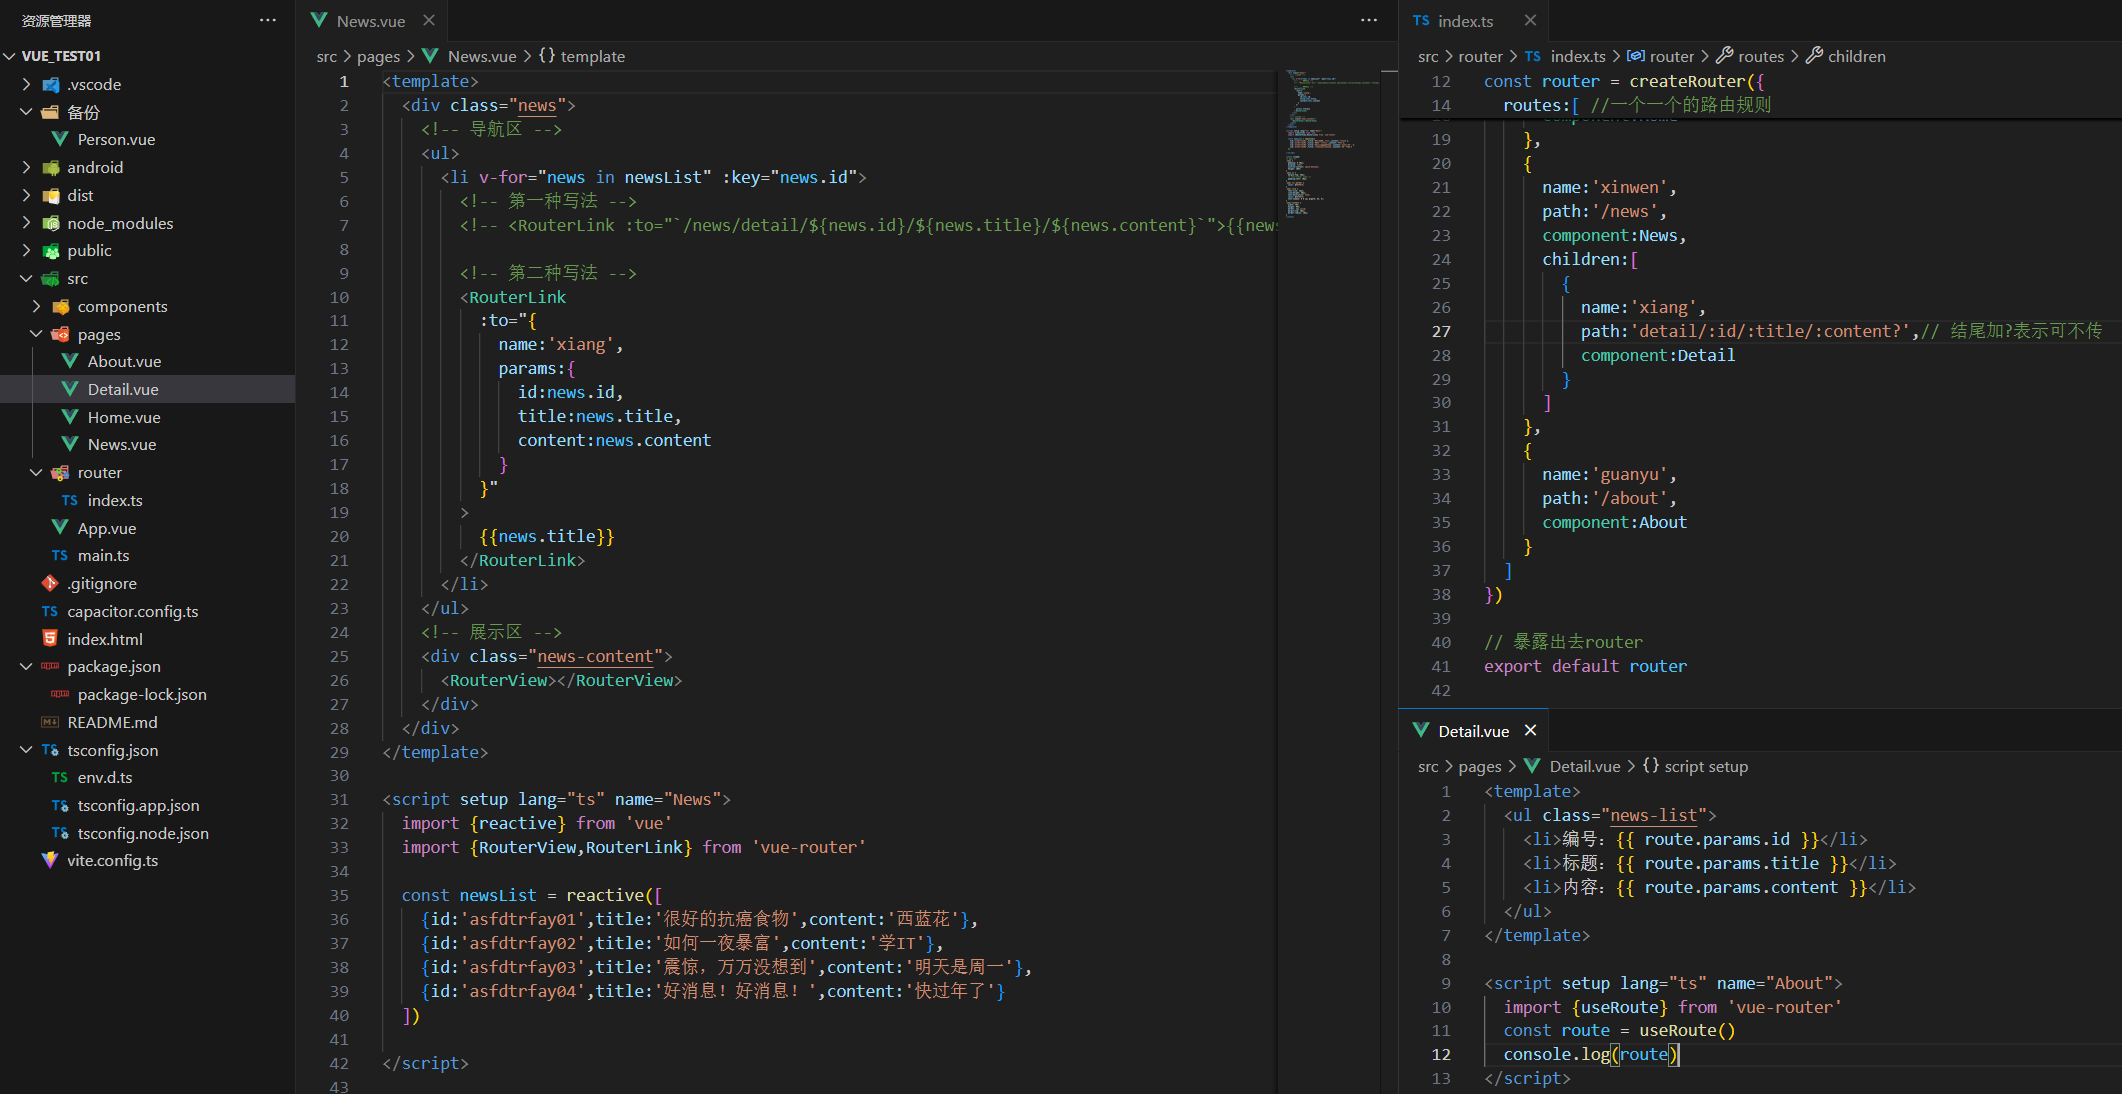 资源管理器
VUE_TEST01
.vscode
备份
Person.vue
android
dist
node_modules
public
src
components
pages
About.vue
Detail.vue
Home.vue
News.vue
router
TS index.ts
App.vue
TS main.ts
.gitignore
TS capacitor.config.ts
index.html
package.json
package-lock.json
README.md
TS tsconfig.json
TS env.d.ts
TS tsconfig.app.json
TS tsconfig.node.json
vite.config.ts
News.vue
src > pages > News.vue > {} template
1 <template>
2 <div class="news">
3 <!-- 导航区 -->
4 <ul>
5 <li v-for="news in newsList" :key="news.id">
6 <!-- 第一种写法 -->
7 <!-- <RouterLink :to="`/news/detail/${news.id}/${news.title}/${news.content}`">{{news
8
9 <!-- 第二种写法 -->
10 <RouterLink
11 :to="{
12 name:'xiang',
13 params:{
14 id:news.id,
15 title:news.title,
16 content:news.content
17 }
18 }"
19 >
20 {{news.title}}
21 </RouterLink>
22 </li>
23 </ul>
24 <!-- 展示区 -->
25 <div class="news-content">
26 <RouterView></RouterView>
27 </div>
28 </div>
29 </template>
30
31 <script setup lang="ts" name="News">
32 import {reactive} from 'vue'
33 import {RouterView,RouterLink} from 'vue-router'
34
35 const newsList = reactive([
36 {id:'asfdtrfay01',title:'很好的抗癌食物',content:'西蓝花'},
37 {id:'asfdtrfay02',title:'如何一夜暴富',content:'学IT'},
38 {id:'asfdtrfay03',title:'震惊，万万没想到',content:'明天是周一'},
39 {id:'asfdtrfay04',title:'好消息！好消息！',content:'快过年了'}
40 ])
41
42 </script>
43
TS index.ts
src > router > TS index.ts > router > routes > children
12 const router = createRouter({
14 routes:[ //一个一个的路由规则
19 },
20 {
21 name:'xinwen',
22 path:'/news',
23 component:News,
24 children:[
25 {
26 name:'xiang',
27 path:'detail/:id/:title/:content?',// 结尾加?表示可不传
28 component:Detail
29 }
30 ]
31 },
32 {
33 name:'guanyu',
34 path:'/about',
35 component:About
36 }
37 ]
38 })
39
40 // 暴露出去router
41 export default router
42
Detail.vue
src > pages > Detail.vue > {} script setup
1 <template>
2 <ul class="news-list">
3 <li>编号：{{ route.params.id }}</li>
4 <li>标题：{{ route.params.title }}</li>
5 <li>内容：{{ route.params.content }}</li>
6 </ul>
7 </template>
8
9 <script setup lang="ts" name="About">
10 import {useRoute} from 'vue-router'
11 const route = useRoute()
12 console.log(route)
13 </script>